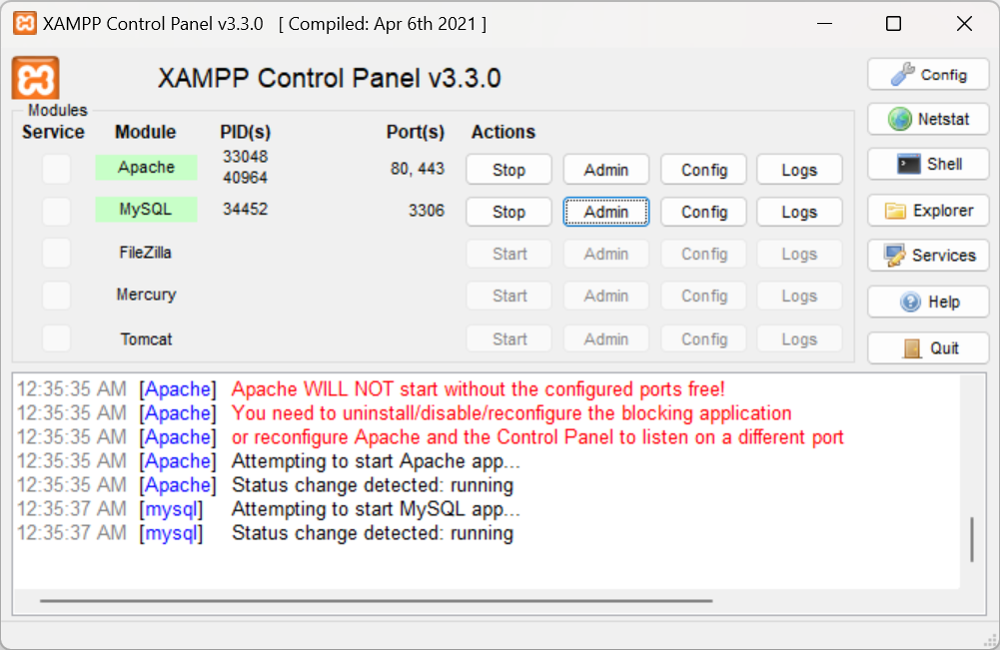 XAMPP Control Panel v3.3.0 [ Compiled: Apr 6th 2021 ]
XAMPP Control Panel v3.3.0
Config
Modules
Service Module PID(s) Port(s) Actions
Netstat
Apache 33048 40964 80, 443 Stop Admin Config Logs
Shell
MySQL 34452 3306 Stop Admin Config Logs
Explorer
FileZilla Start Admin Config Logs
Services
Mercury Start Admin Config Logs
Help
Tomcat Start Admin Config Logs
Quit
12:35:35 AM [Apache] Apache WILL NOT start without the configured ports free!
12:35:35 AM [Apache] You need to uninstall/disable/reconfigure the blocking application
12:35:35 AM [Apache] or reconfigure Apache and the Control Panel to listen on a different port
12:35:35 AM [Apache] Attempting to start Apache app...
12:35:35 AM [Apache] Status change detected: running
12:35:37 AM [mysql] Attempting to start MySQL app...
12:35:37 AM [mysql] Status change detected: running